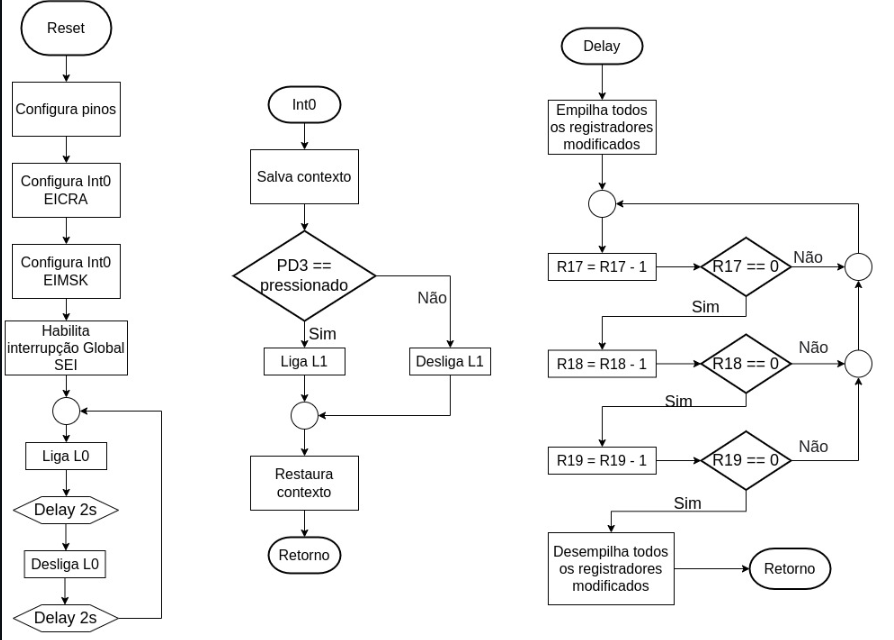 Reset
Configura pinos
Configura Int0
EICRA
Configura Int0
EIMSK
Habilita
interrupção Global
SEI
Liga L0
Delay 2s
Desliga L0
Delay 2s
Int0
Salva contexto
PD3 ==
pressionado
Não
Sim
Liga L1
Desliga L1
Restaura
contexto
Retorno
Delay
Empilha todos
os registradores
modificados
R17 = R17 - 1
R17 == 0
Não
Sim
R18 = R18 - 1
R18 == 0
Não
Sim
R19 = R19 - 1
R19 == 0
Não
Sim
Desempilha todos
os registradores
modificados
Retorno